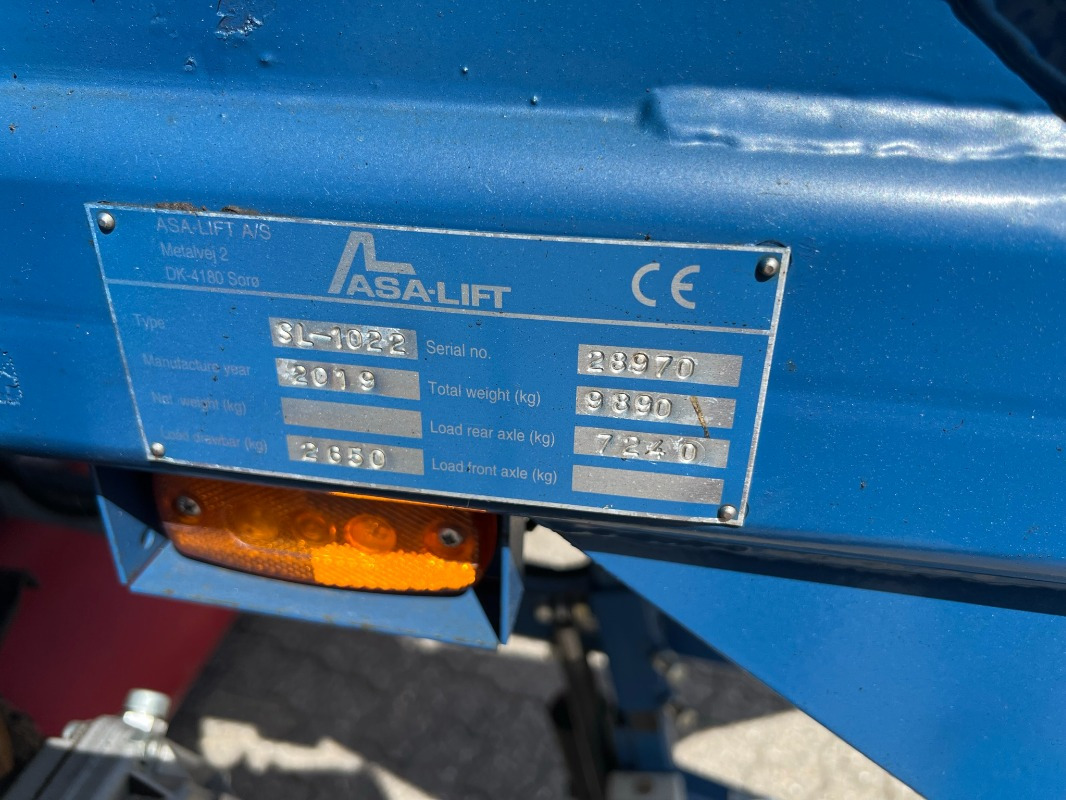 ASA-LIFT A/S
Metalvej 2
DK-4180 Sorø
ASA-LIFT
CE
Type SL-1022 Serial no. 28970
Manufacture year 2019 Total weight (kg) 9890
Net. weight (kg) Load rear axle (kg) 7240
Load drawbar (kg) 2650 Load front axle (kg)